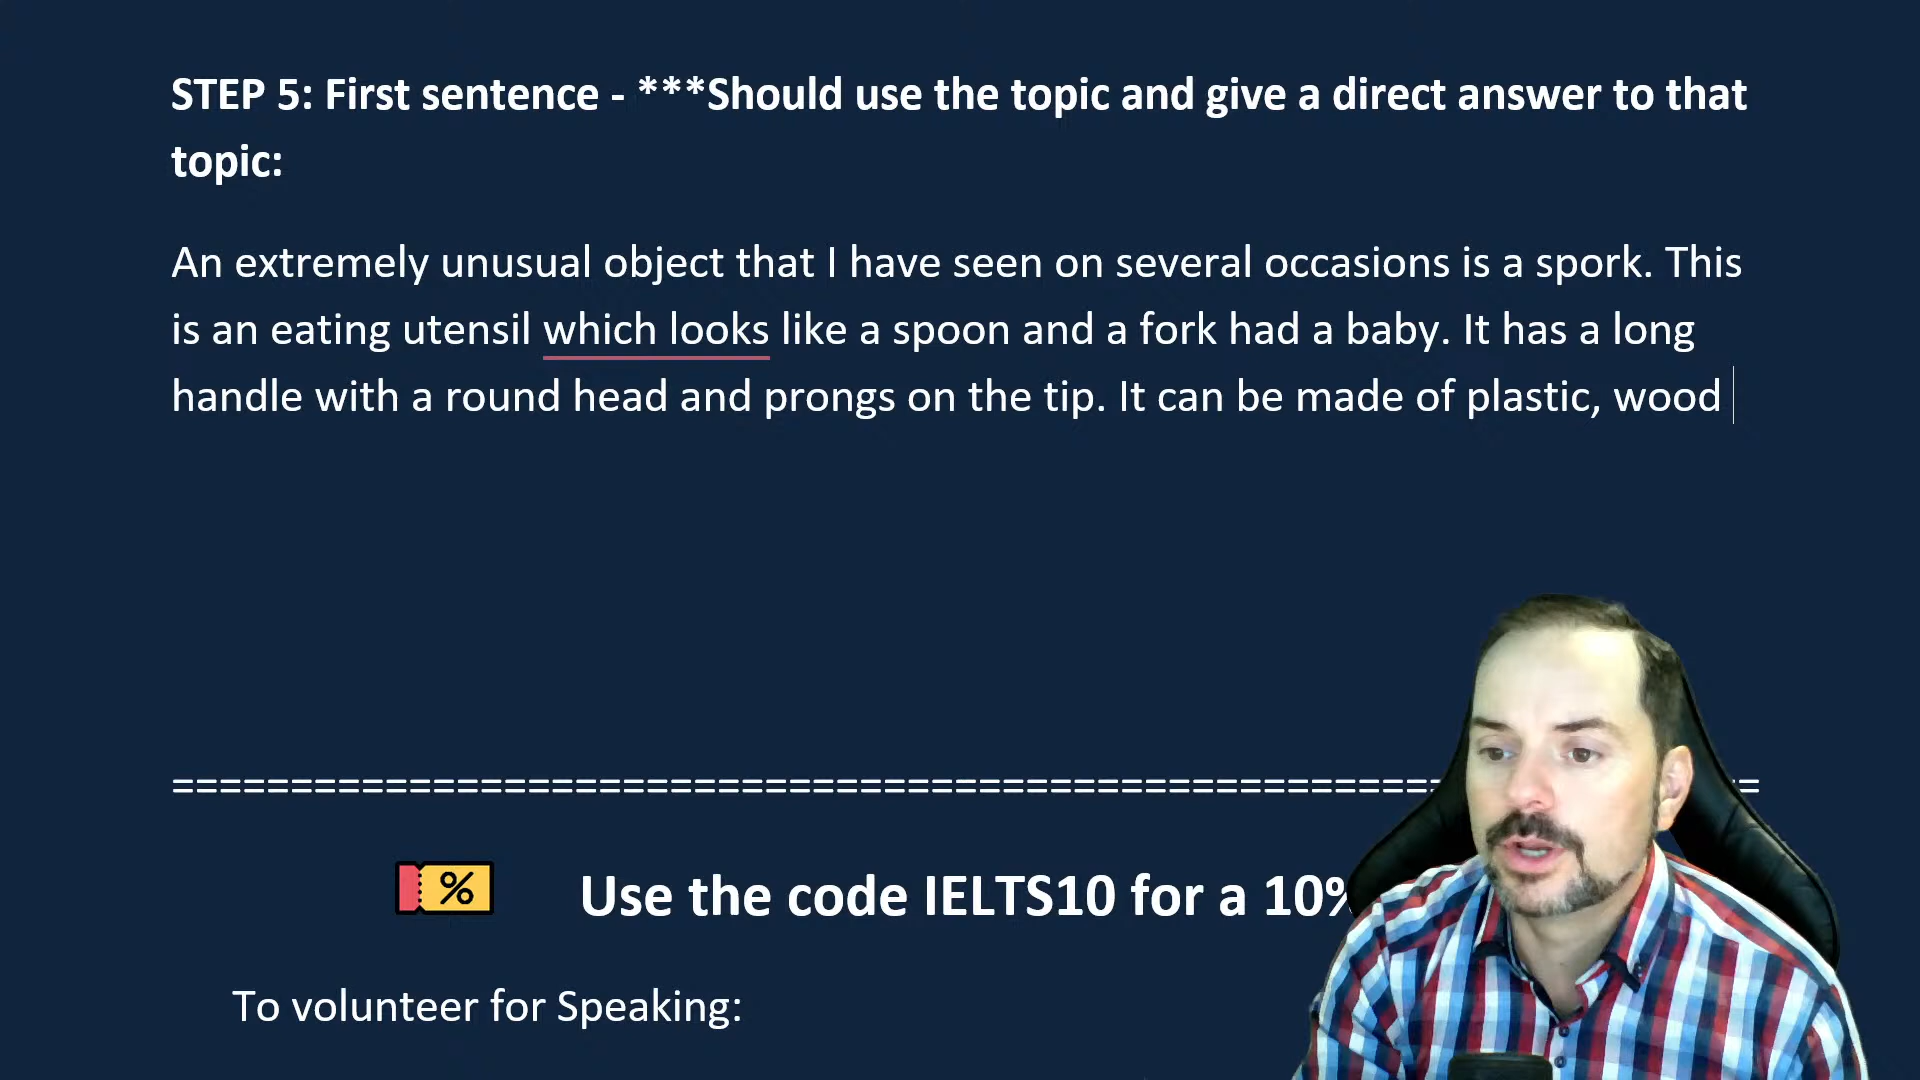 STEP 5: First sentence - ***Should use the topic and give a direct answer to that
topic:
An extremely unusual object that I have seen on several occasions is a spork. This
is an eating utensil which looks like a spoon and a fork had a baby. It has a long
handle with a round head and prongs on the tip. It can be made of plastic, wood
==================================================================
%
Use the code IELTS10 for a 10%
To volunteer for Speaking: